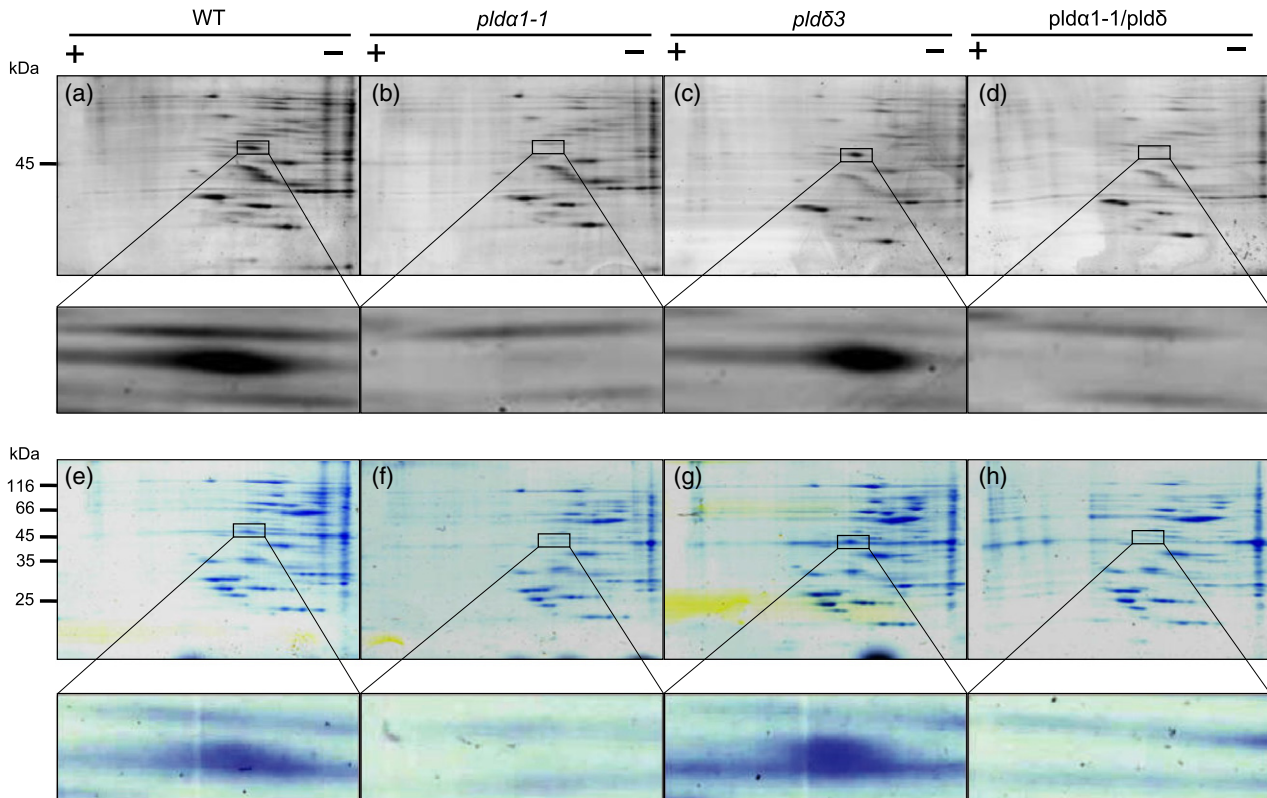 WT pldα1-1 pldδ3 pldα1-1/pldδ
+ − + − + − + −
kDa
(a) (b) (c) (d)
45
kDa
(e) (f) (g) (h)
116
66
45
35
25